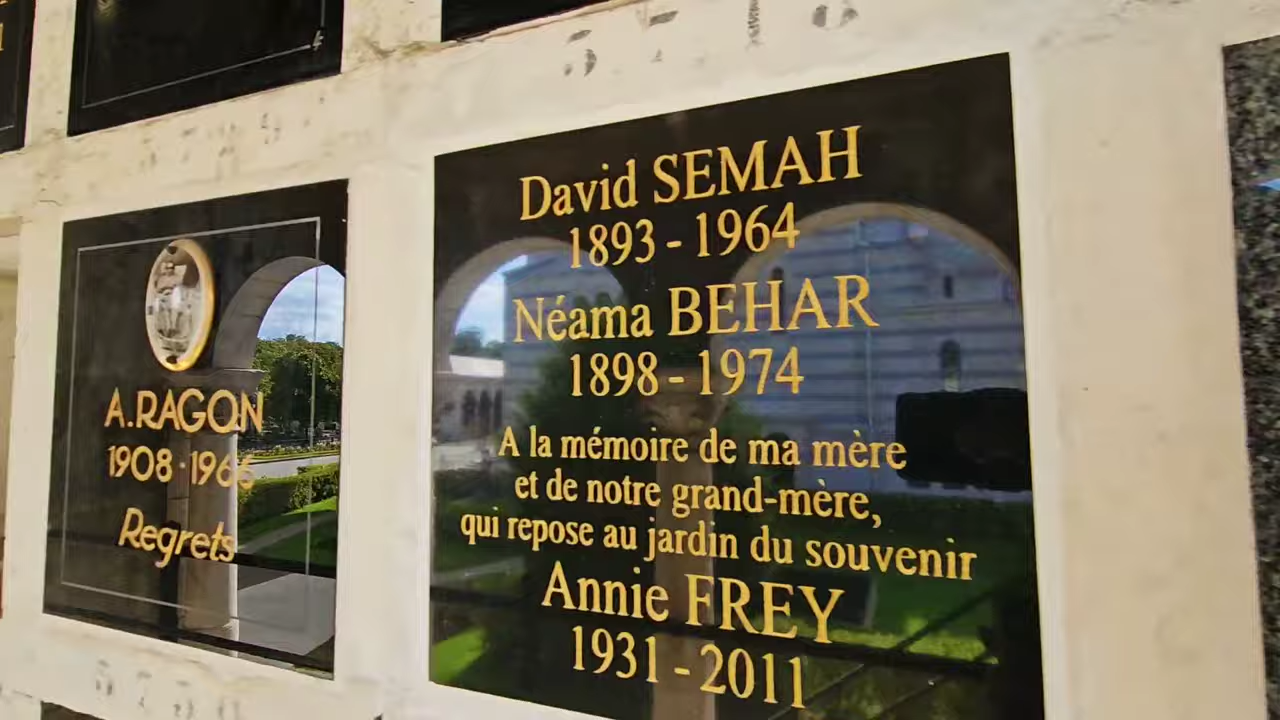 A.RAGON
1908 · 1966
Regrets
David SEMAH
1893 - 1964
Néama BEHAR
1898 - 1974
A la mémoire de ma mère
et de notre grand-mère,
qui repose au jardin du souvenir
Annie FREY
1931 - 2011